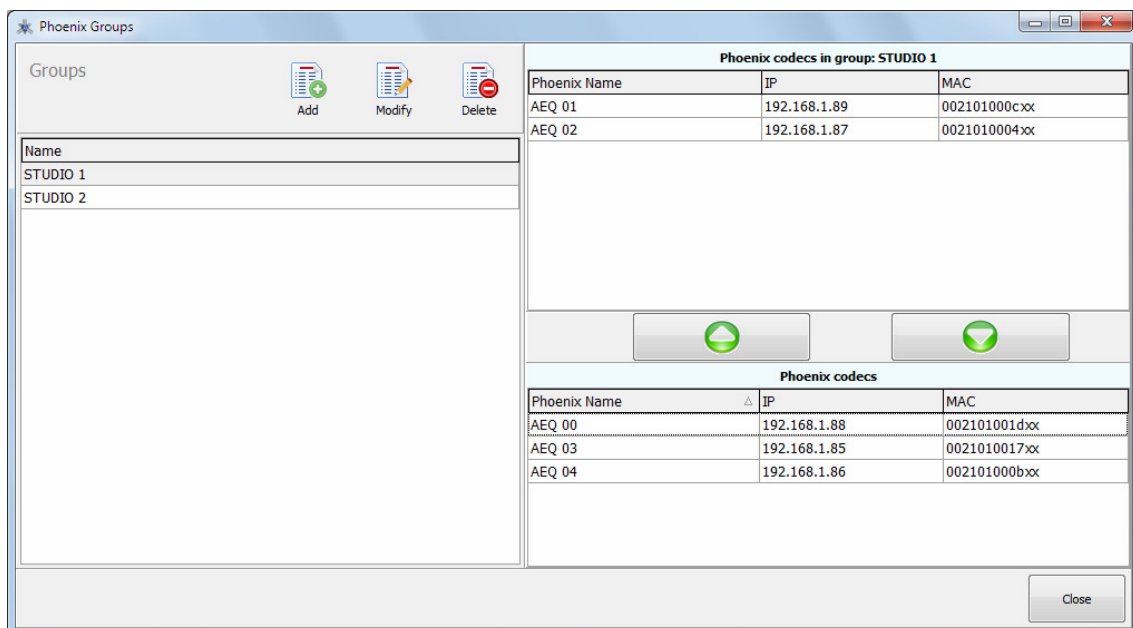 Phoenix Groups
Groups
Add Modify Delete
Name
STUDIO 1
STUDIO 2
Phoenix codecs in group: STUDIO 1
Phoenix Name IP MAC
AEQ 01 192.168.1.89 002101000cxx
AEQ 02 192.168.1.87 0021010004xx
Phoenix codecs
Phoenix Name IP MAC
AEQ 00 192.168.1.88 002101001dxx
AEQ 03 192.168.1.85 0021010017xx
AEQ 04 192.168.1.86 002101000bxx
Close